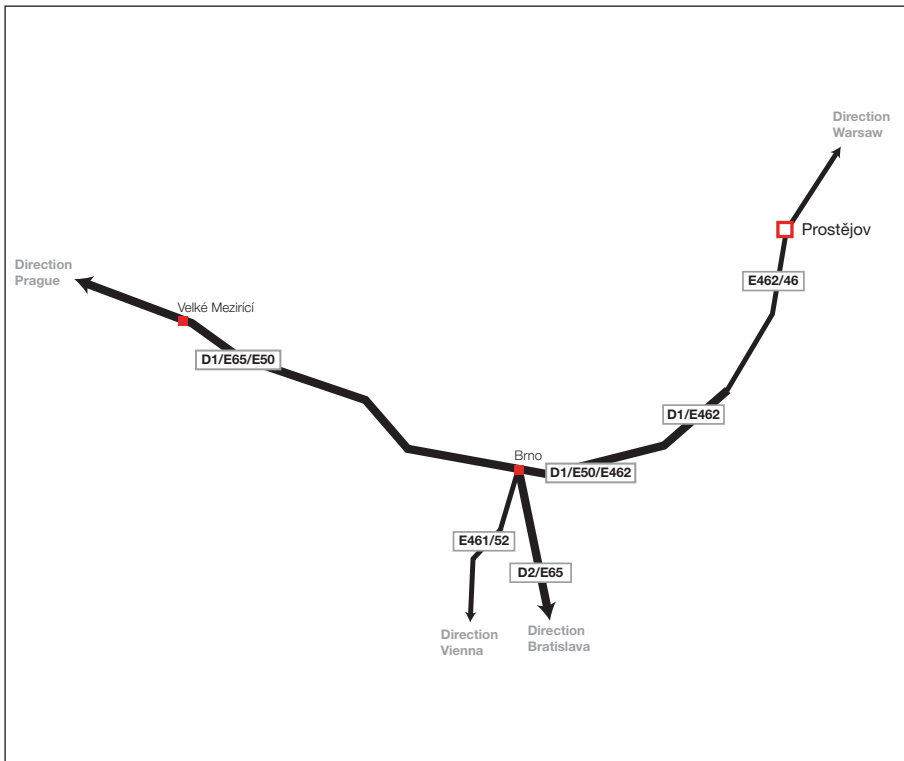 Direction
Warsaw
Prostějov
Direction
Prague
E462/46
Velké Mezirící
D1/E65/E50
D1/E462
Brno
D1/E50/E462
E461/52
D2/E65
Direction
Vienna
Direction
Bratislava